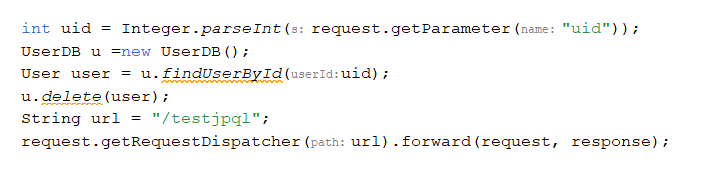 int uid = Integer.parseInt(s: request.getParameter(name: "uid"));
UserDB u =new UserDB();
User user = u.findUserById(userId:uid);
u.delete(user);
String url = "/testjpql";
request.getRequestDispatcher(path: url).forward(request, response);